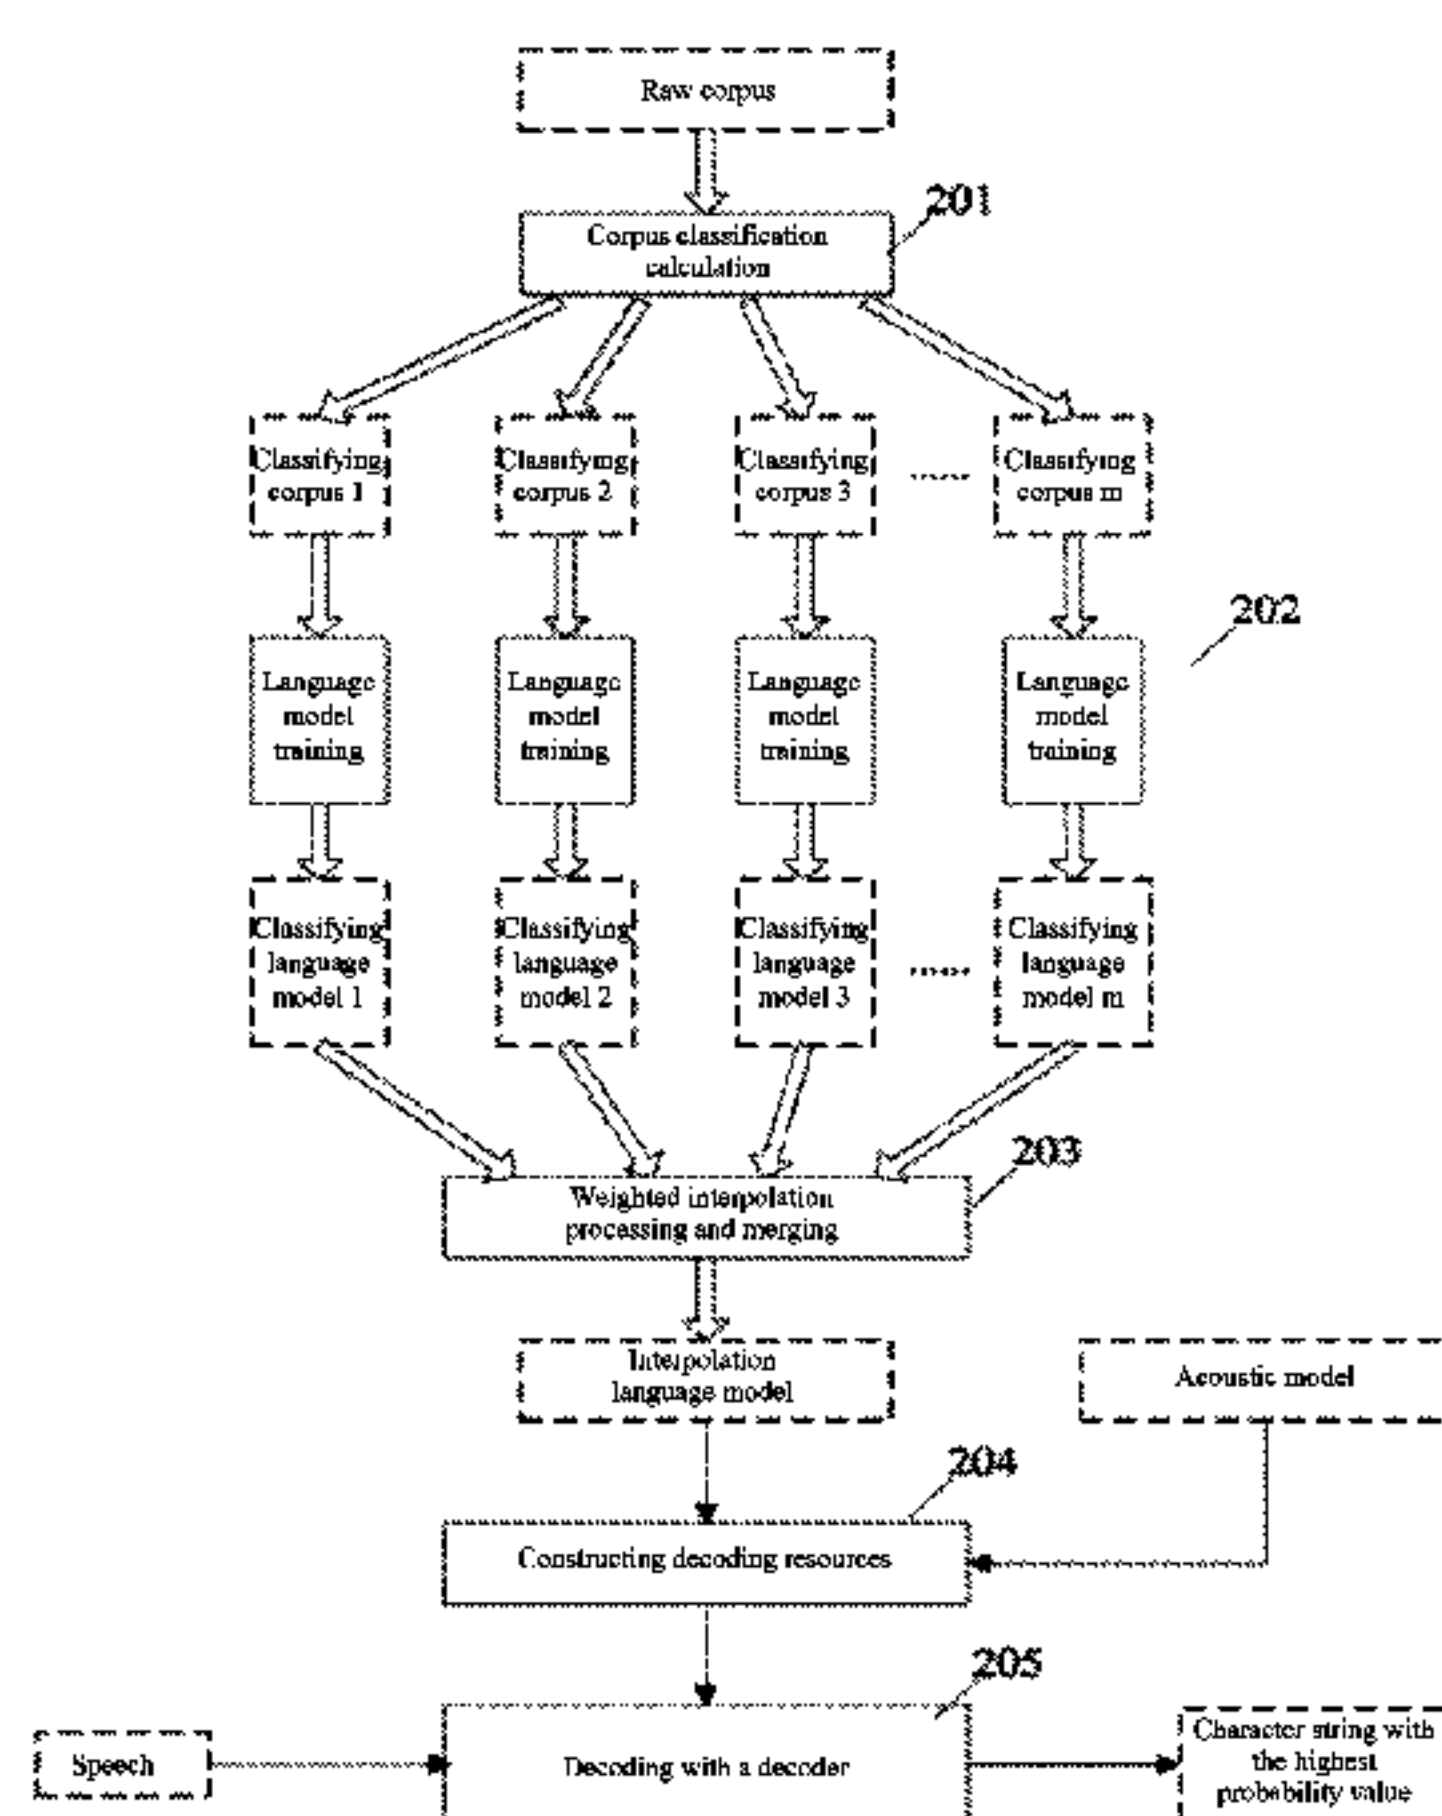 Raw corpus
201
Corpus classification
calculation
Classifying
corpus 1
Classifying
corpus 2
Classifying
corpus 3
......
Classifying
corpus m
202
Language
model
training
Language
model
training
Language
model
training
Language
model
training
Classifying
language
model 1
Classifying
language
model 2
Classifying
language
model 3
......
Classifying
language
model m
203
Weighted interpolation
processing and merging
Interpolation
language model
Acoustic model
204
Constructing decoding resources
205
Speech
Decoding with a decoder
Character string with
the highest
probability value